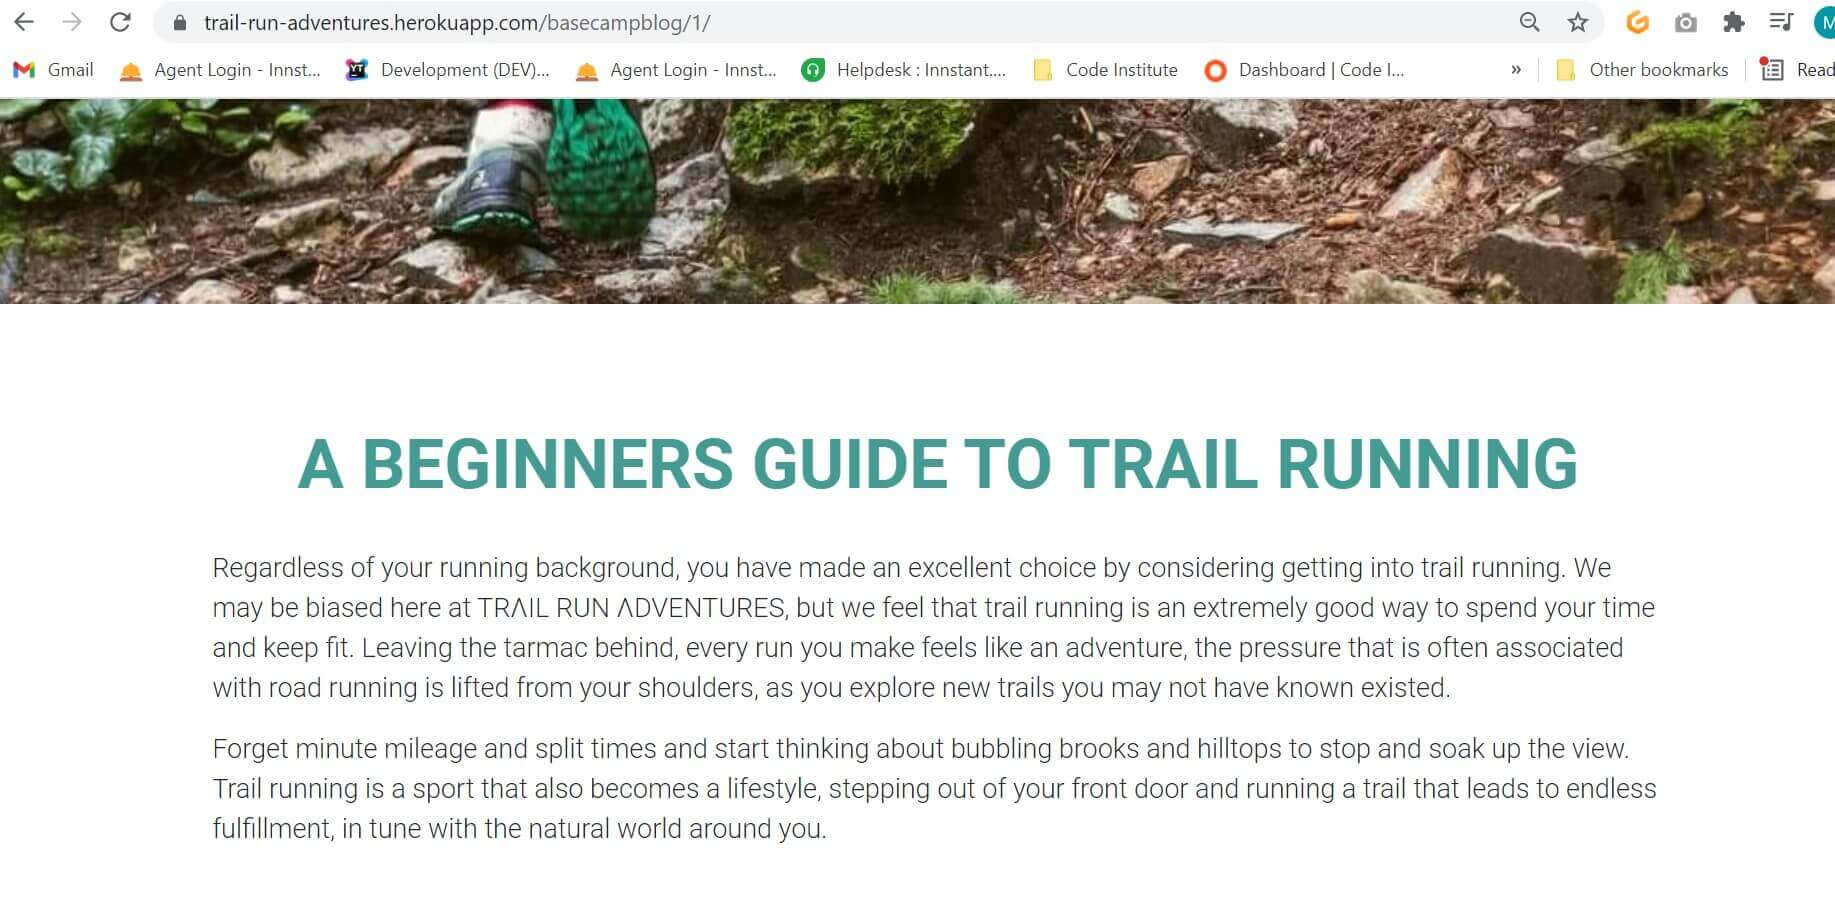 trail-run-adventures.herokuapp.com/basecampblog/1/
M
Gmail Agent Login - Innst... YT Development (DEV)... Agent Login - Innst... Helpdesk : Innstant.... Code Institute Dashboard | Code I... » Other bookmarks Read
A BEGINNERS GUIDE TO TRAIL RUNNING
Regardless of your running background, you have made an excellent choice by considering getting into trail running. We
may be biased here at TRΛIL RUN ΛDVENTURES, but we feel that trail running is an extremely good way to spend your time
and keep fit. Leaving the tarmac behind, every run you make feels like an adventure, the pressure that is often associated
with road running is lifted from your shoulders, as you explore new trails you may not have known existed.
Forget minute mileage and split times and start thinking about bubbling brooks and hilltops to stop and soak up the view.
Trail running is a sport that also becomes a lifestyle, stepping out of your front door and running a trail that leads to endless
fulfillment, in tune with the natural world around you.